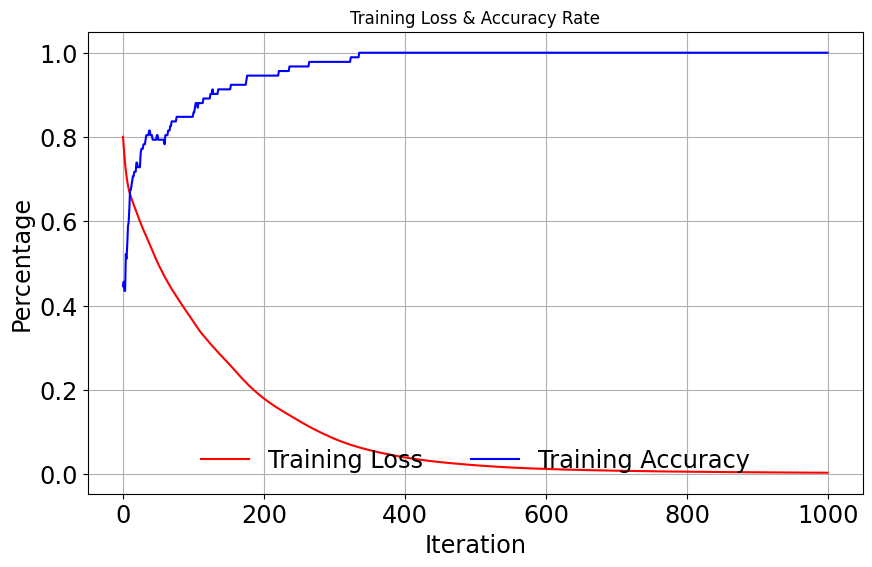 Training Loss & Accuracy Rate
Percentage
1.0
0.8
0.6
0.4
0.2
0.0
Training Loss Training Accuracy
0 200 400 600 800 1000
Iteration